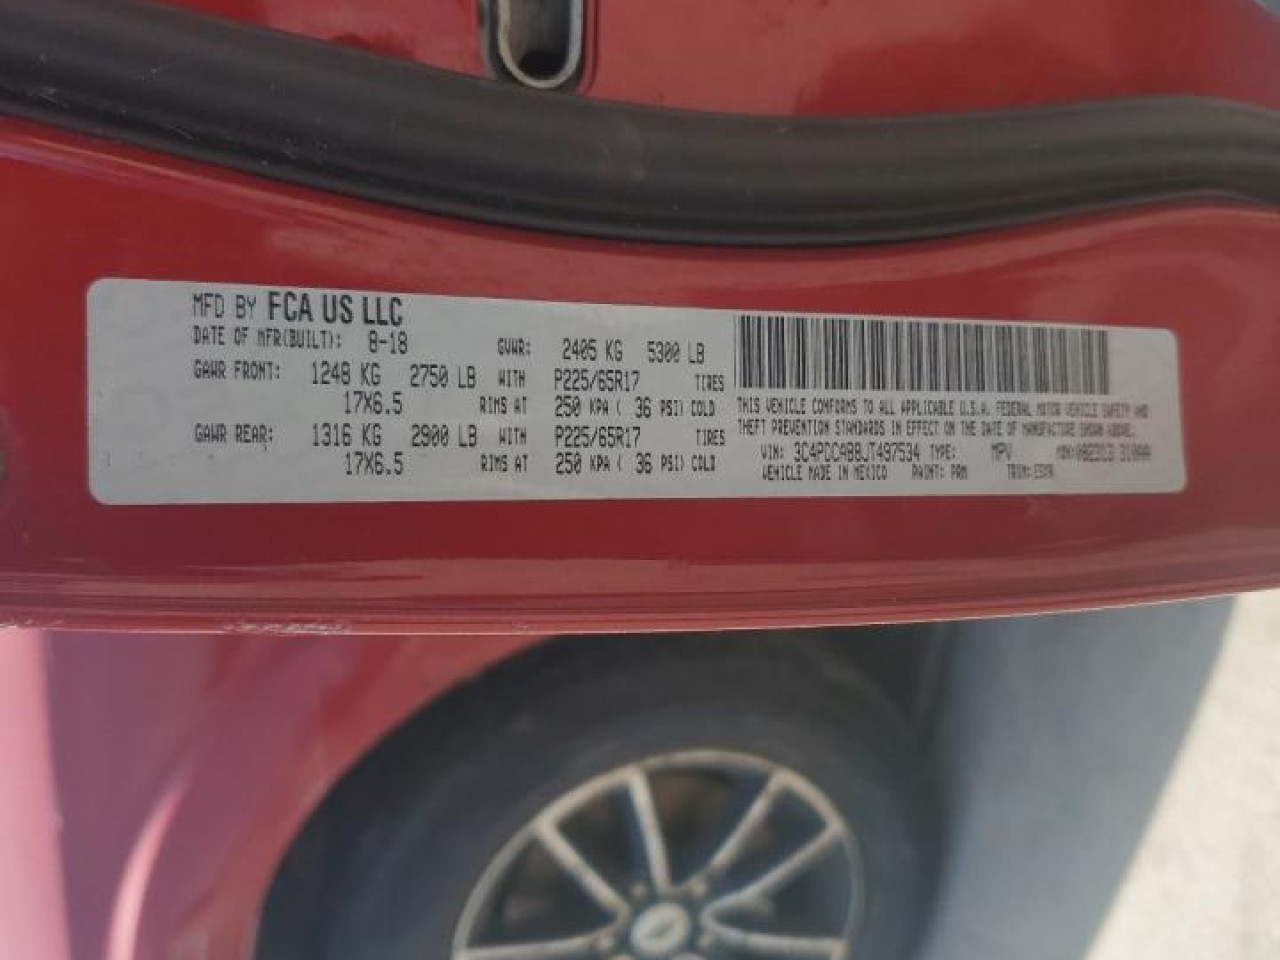 MFD BY FCA US LLC
DATE OF MFR(BUILT): 8-18 GVWR: 2405 KG 5300 LB
GAWR FRONT: 1248 KG 2750 LB WITH P225/65R17 TIRES
17X6.5 RIMS AT 250 KPA ( 36 PSI) COLD
GAWR REAR: 1316 KG 2900 LB WITH P225/65R17 TIRES
17X6.5 RIMS AT 250 KPA ( 36 PSI) COLD
THIS VEHICLE CONFORMS TO ALL APPLICABLE U.S.A. FEDERAL MOTOR VEHICLE SAFETY AND
THEFT PREVENTION STANDARDS IN EFFECT ON THE DATE OF MANUFACTURE SHOWN ABOVE.
VIN: 3C4PDCABBJT497534 TYPE: MPV
VEHICLE MADE IN MEXICO PAINT: PRM TRIM: